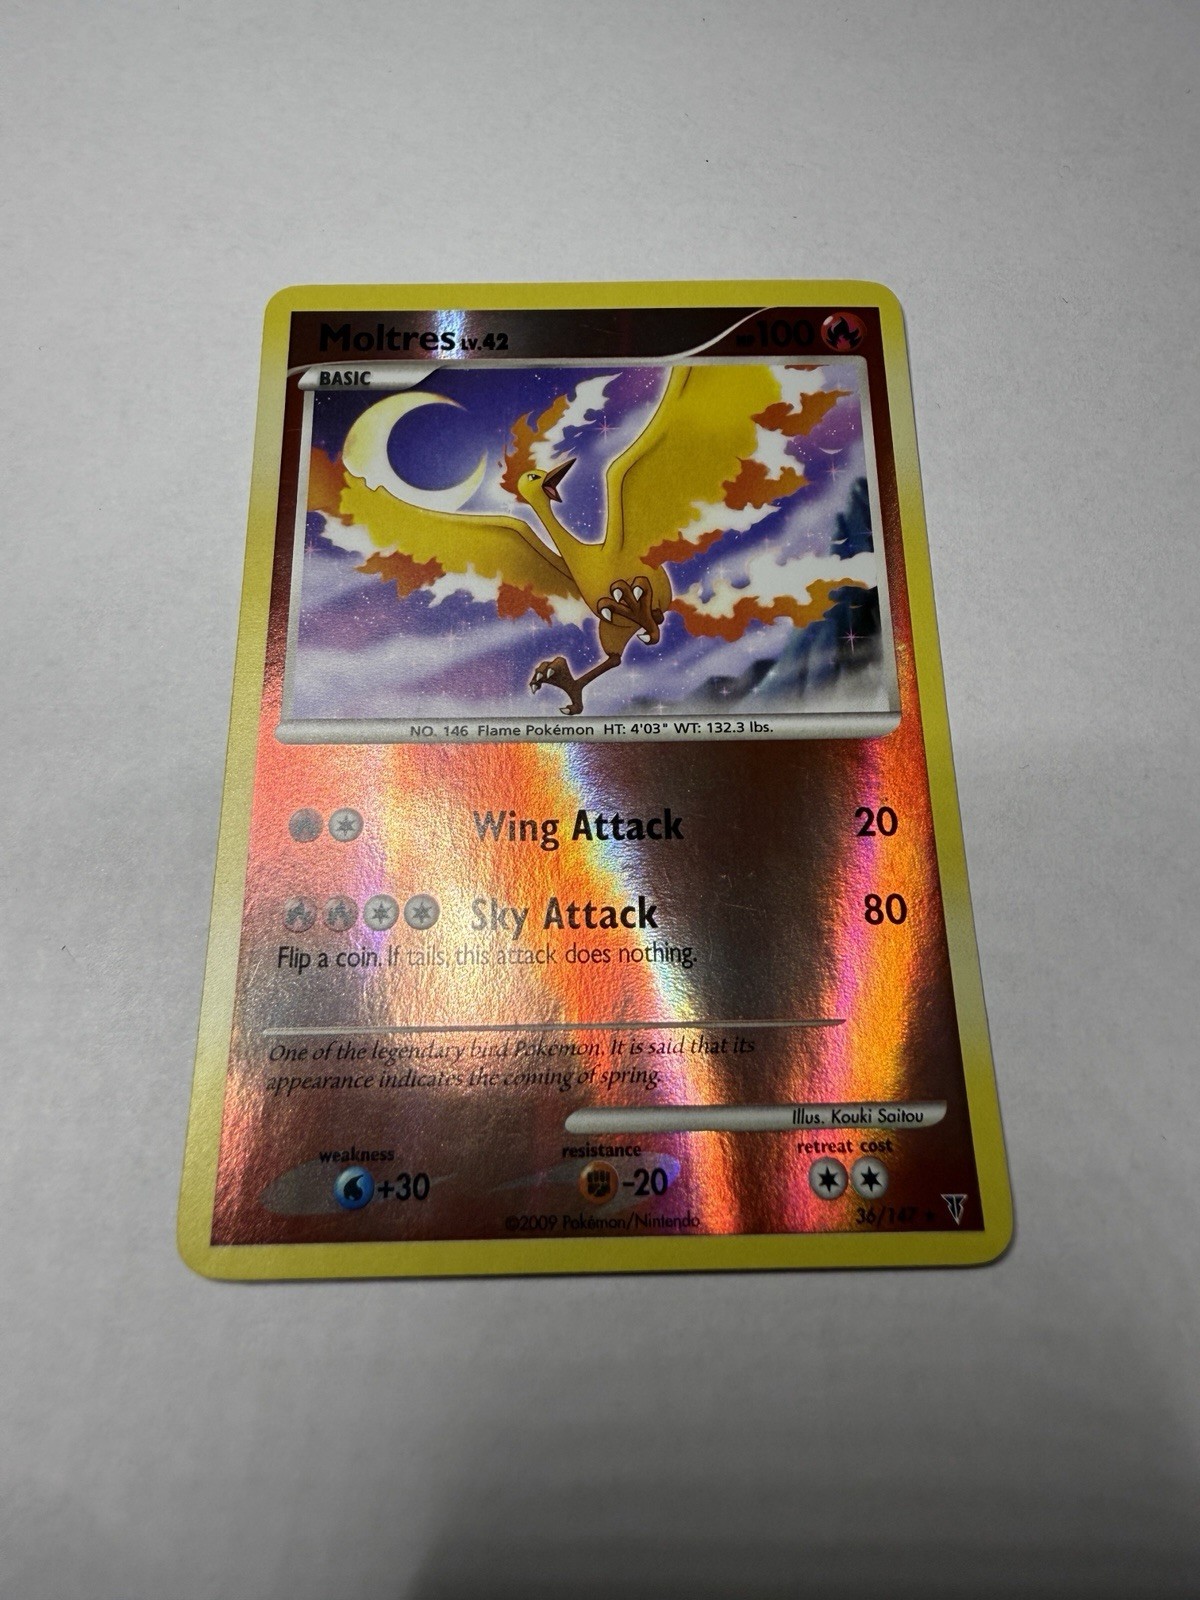 Moltres LV.42 HP100
BASIC
NO. 146 Flame Pokémon HT: 4'03" WT: 132.3 lbs.
Wing Attack 20
Sky Attack 80
Flip a coin. If tails, this attack does nothing.
One of the legendary bird Pokémon. It is said that its
appearance indicates the coming of spring.
Illus. Kouki Saitou
weakness resistance retreat cost
+30 -20
©2009 Pokémon/Nintendo 36/147 ★